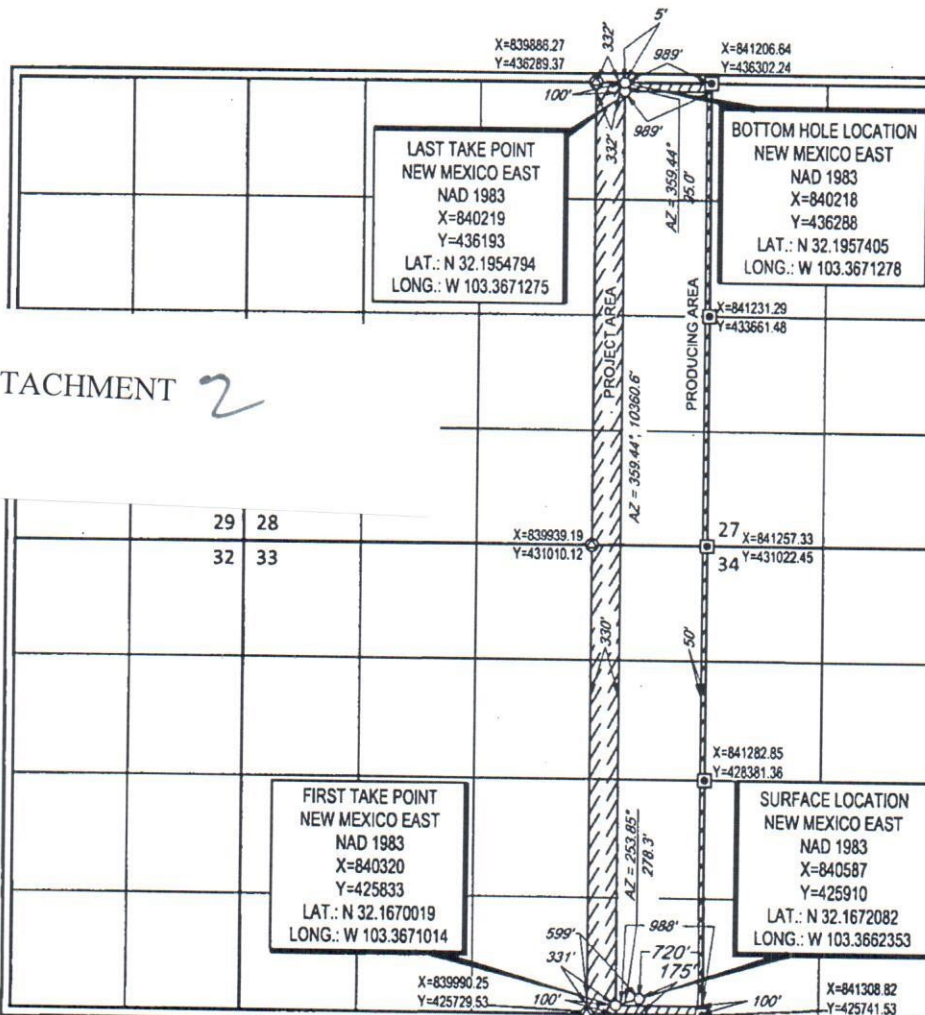 5'
332'
X=839886.27
Y=436289.37
989'
X=841206.64
Y=436302.24
100'
332'
989'
LAST TAKE POINT
NEW MEXICO EAST
NAD 1983
X=840219
Y=436193
LAT.: N 32.1954794
LONG.: W 103.3671275
AZ = 359.44°
95.0'
BOTTOM HOLE LOCATION
NEW MEXICO EAST
NAD 1983
X=840218
Y=436288
LAT.: N 32.1957405
LONG.: W 103.3671278
X=841231.29
Y=433661.48
PROJECT AREA
PRODUCING AREA
TACHMENT 2
AZ = 359.44°, 10360.6'
29 28
32 33
X=839939.19
Y=431010.12
27
34
X=841257.33
Y=431022.45
330'
50'
X=841282.85
Y=428381.36
FIRST TAKE POINT
NEW MEXICO EAST
NAD 1983
X=840320
Y=425833
LAT.: N 32.1670019
LONG.: W 103.3671014
AZ = 253.85°
278.3'
SURFACE LOCATION
NEW MEXICO EAST
NAD 1983
X=840587
Y=425910
LAT.: N 32.1672082
LONG.: W 103.3662353
599'
331'
988'
720'
175'
X=839990.25
Y=425729.53
100'
100'
X=841308.82
Y=425741.53